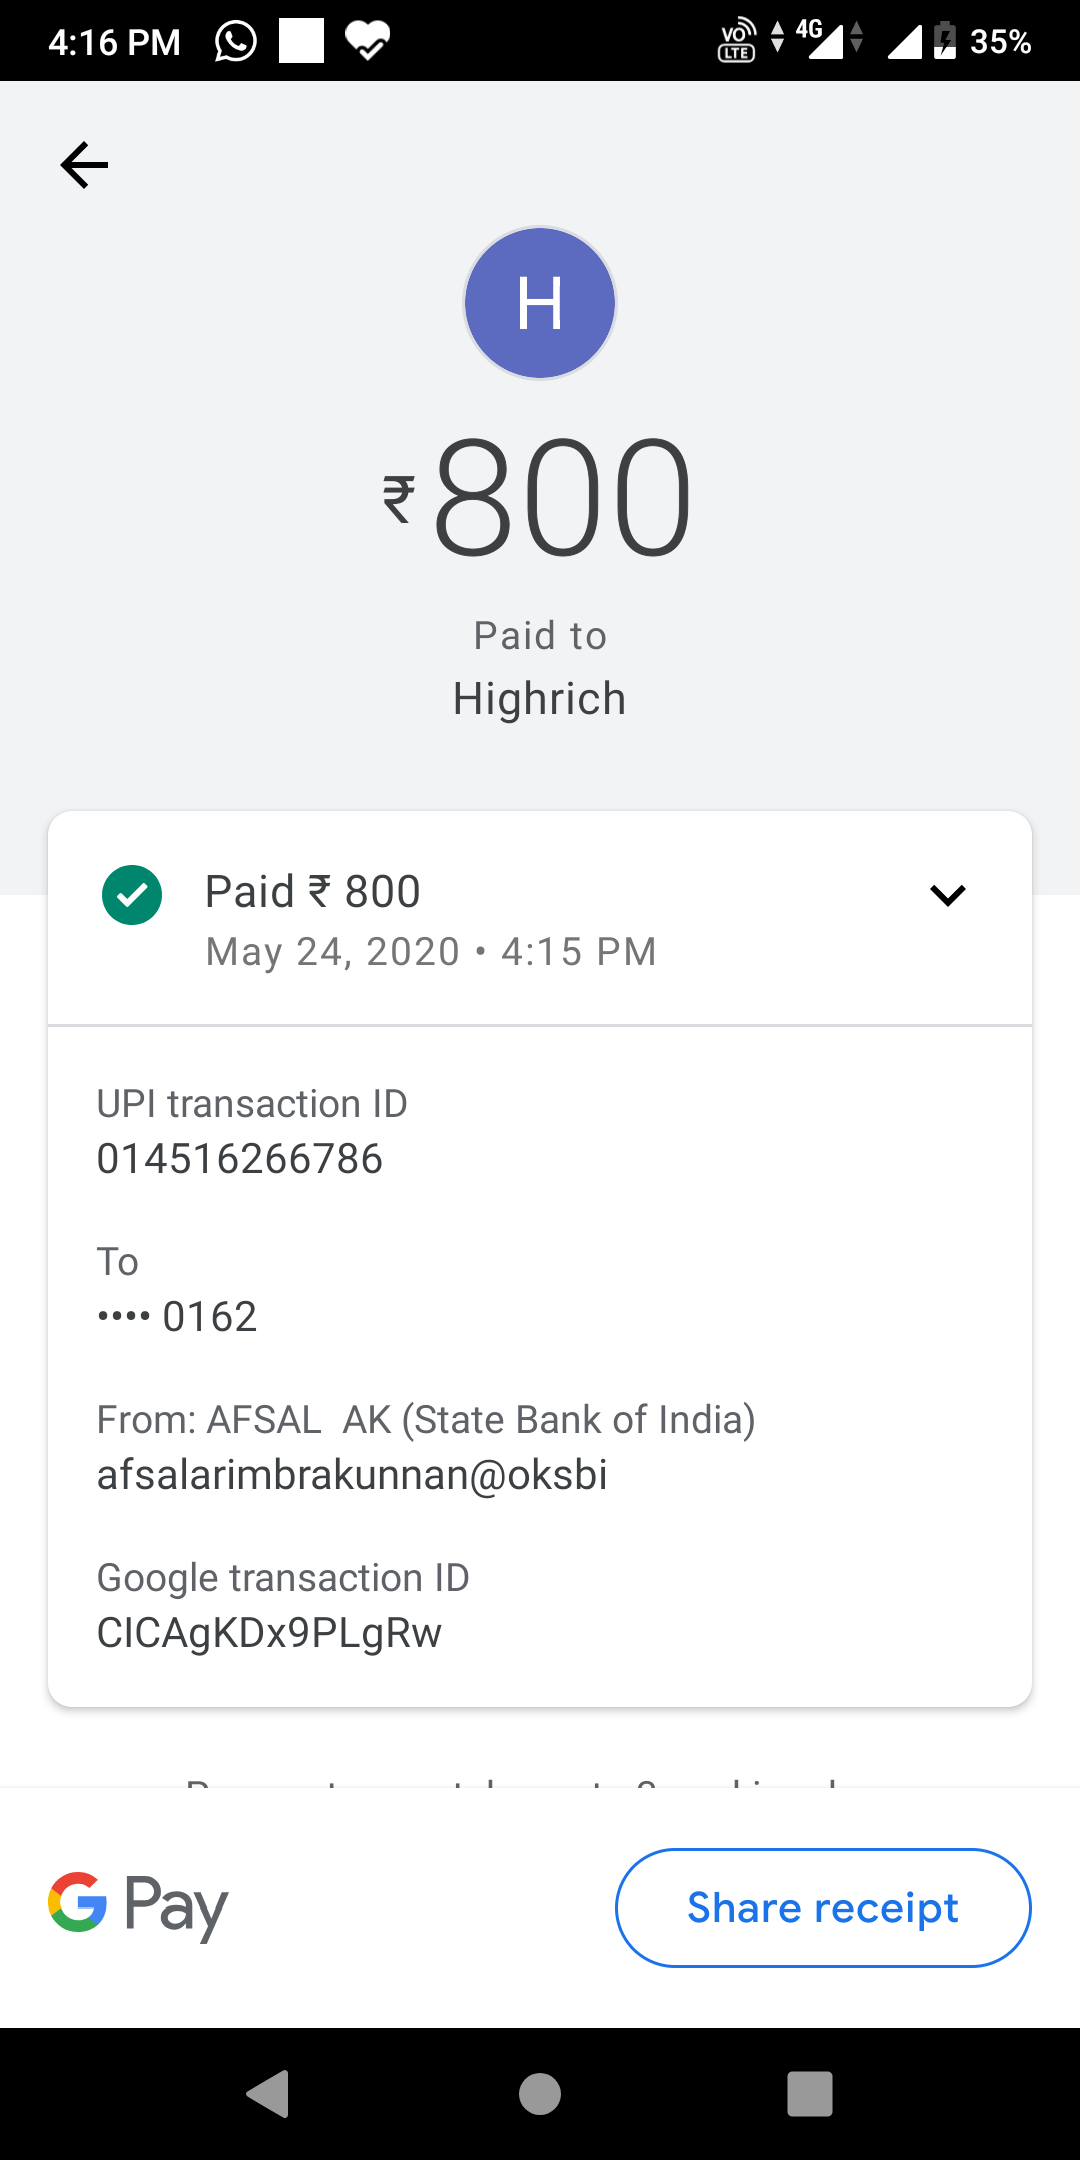 4:16 PM
VO LTE 4G 35%
H
₹800
Paid to
Highrich
Paid ₹ 800
May 24, 2020 • 4:15 PM
UPI transaction ID
014516266786
To
•••• 0162
From: AFSAL  AK (State Bank of India)
afsalarimbrakunnan@oksbi
Google transaction ID
CICAgKDx9PLgRw
G Pay
Share receipt